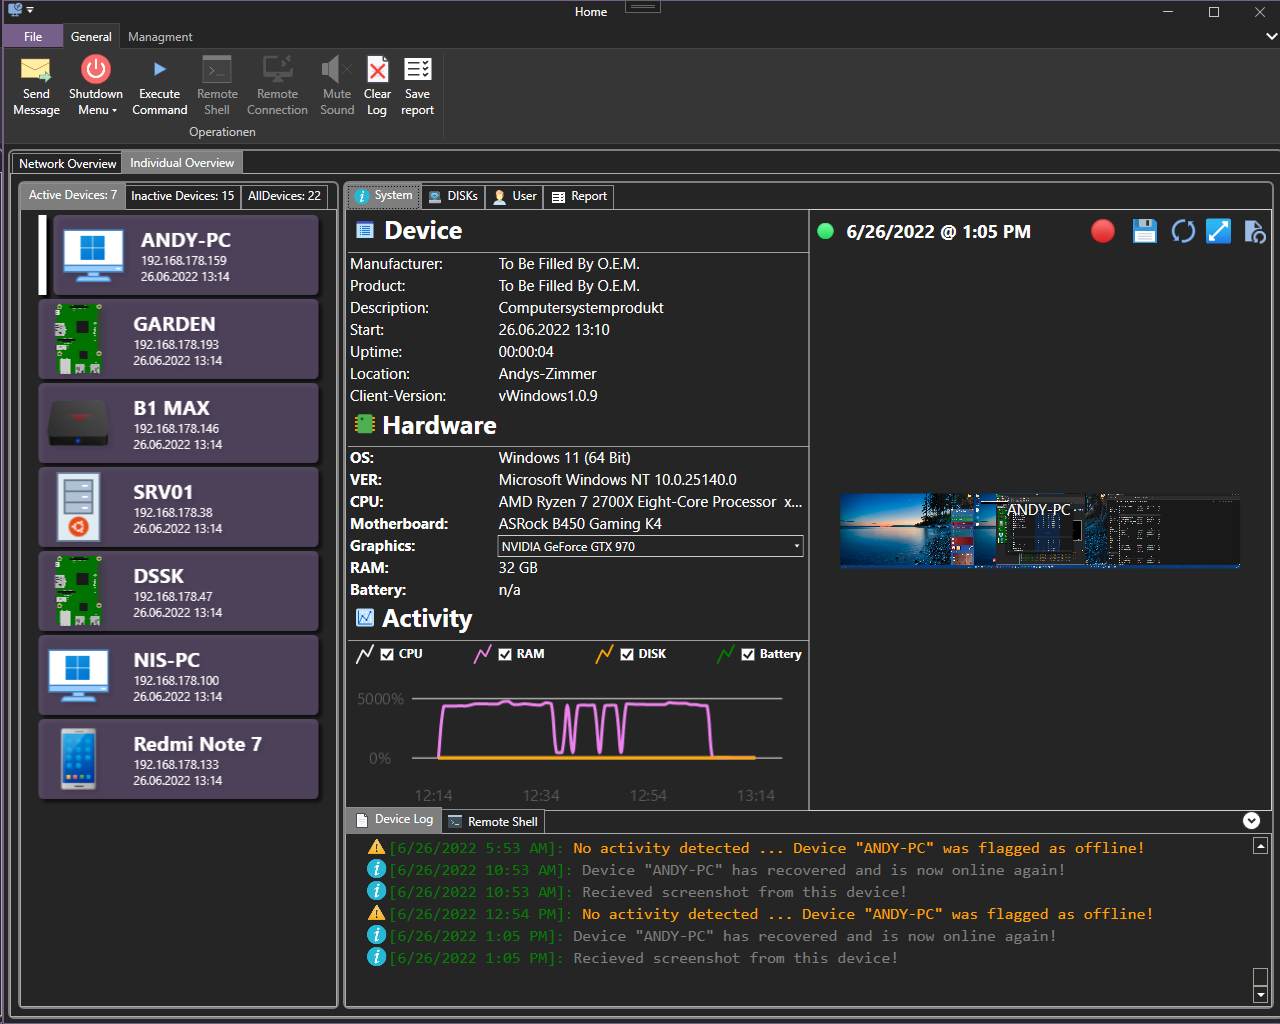 Home
File
General
Managment
Send Message
Shutdown Menu
Execute Command
Remote Shell
Remote Connection
Mute Sound
Clear Log
Save report
Operationen
Network Overview
Individual Overview
Active Devices: 7
Inactive Devices: 15
AllDevices: 22
ANDY-PC
192.168.178.159
26.06.2022 13:14
GARDEN
192.168.178.193
26.06.2022 13:14
B1 MAX
192.168.178.146
26.06.2022 13:14
SRV01
192.168.178.38
26.06.2022 13:14
DSSK
192.168.178.47
26.06.2022 13:14
NIS-PC
192.168.178.100
26.06.2022 13:14
Redmi Note 7
192.168.178.133
26.06.2022 13:14
System
DISKs
User
Report
Device
Manufacturer: To Be Filled By O.E.M.
Product: To Be Filled By O.E.M.
Description: Computersystemprodukt
Start: 26.06.2022 13:10
Uptime: 00:00:04
Location: Andys-Zimmer
Client-Version: vWindows1.0.9
Hardware
OS: Windows 11 (64 Bit)
VER: Microsoft Windows NT 10.0.25140.0
CPU: AMD Ryzen 7 2700X Eight-Core Processor x...
Motherboard: ASRock B450 Gaming K4
Graphics: NVIDIA GeForce GTX 970
RAM: 32 GB
Battery: n/a
Activity
CPU RAM DISK Battery
5000%
0%
12:14 12:34 12:54 13:14
6/26/2022 @ 1:05 PM
ANDY-PC
Device Log
Remote Shell
[6/26/2022 5:53 AM]: No activity detected ... Device "ANDY-PC" was flagged as offline!
[6/26/2022 10:53 AM]: Device "ANDY-PC" has recovered and is now online again!
[6/26/2022 10:53 AM]: Recieved screenshot from this device!
[6/26/2022 12:54 PM]: No activity detected ... Device "ANDY-PC" was flagged as offline!
[6/26/2022 1:05 PM]: Device "ANDY-PC" has recovered and is now online again!
[6/26/2022 1:05 PM]: Recieved screenshot from this device!